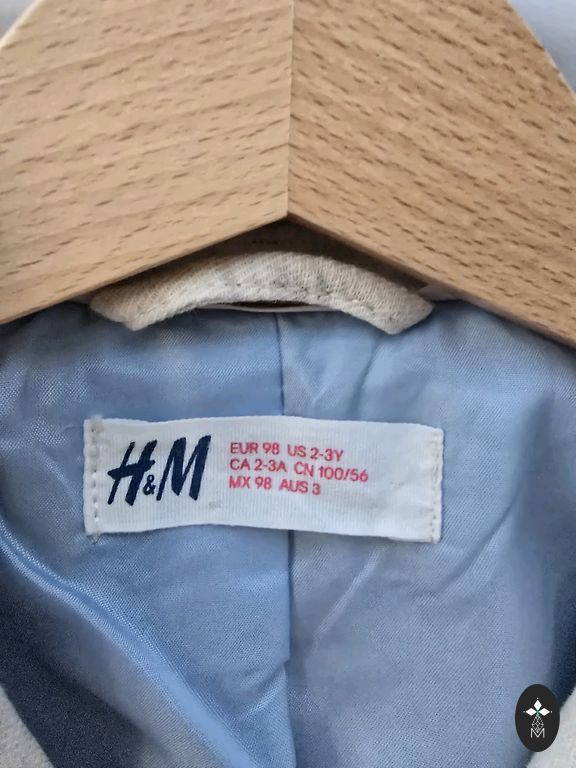 H&M
EUR 98 US 2-3Y
CA 2-3A CN 100/56
MX 98 AUS 3
M